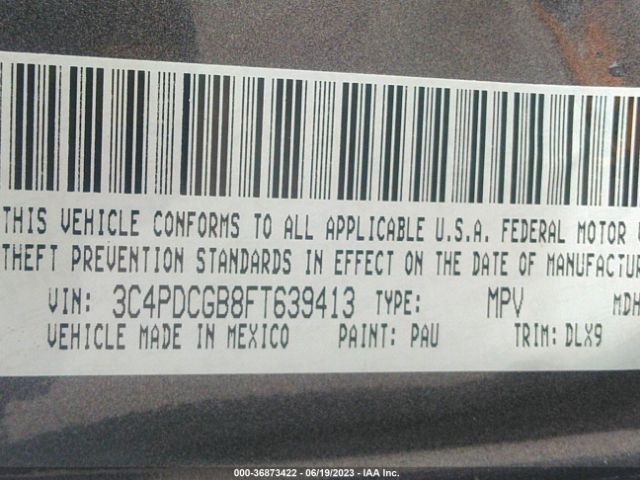 THIS VEHICLE CONFORMS TO ALL APPLICABLE U.S.A. FEDERAL MOTOR
THEFT PREVENTION STANDARDS IN EFFECT ON THE DATE OF MANUFACTUR
VIN: 3C4PDCGB8FT639413 TYPE: MPV MDH
VEHICLE MADE IN MEXICO PAINT: PAU TRIM: DLX9
000-36873422 - 06/19/2023 - IAA Inc.